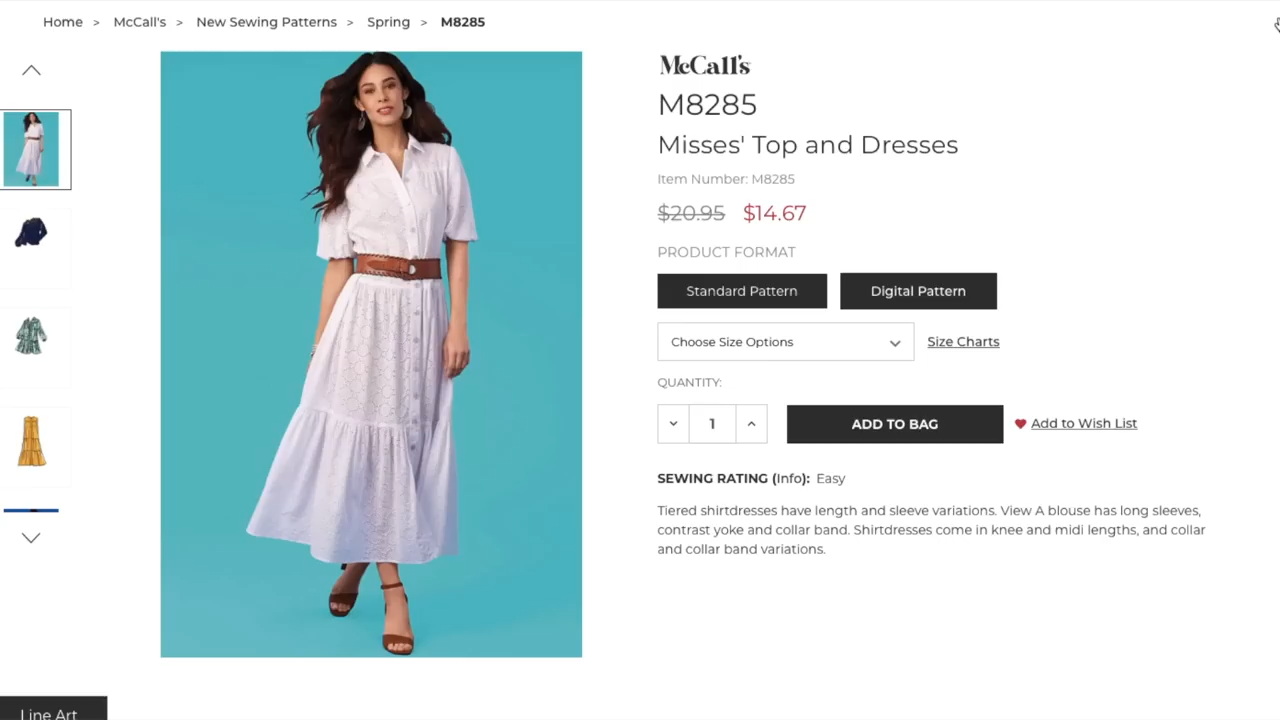 Home > McCall's > New Sewing Patterns > Spring > M8285
McCall's
M8285
Misses' Top and Dresses
Item Number: M8285
$20.95 $14.67
PRODUCT FORMAT
Standard Pattern Digital Pattern
Choose Size Options Size Charts
QUANTITY:
1 ADD TO BAG Add to Wish List
SEWING RATING (Info): Easy
Tiered shirtdresses have length and sleeve variations. View A blouse has long sleeves,
contrast yoke and collar band. Shirtdresses come in knee and midi lengths, and collar
and collar band variations.
Line Art